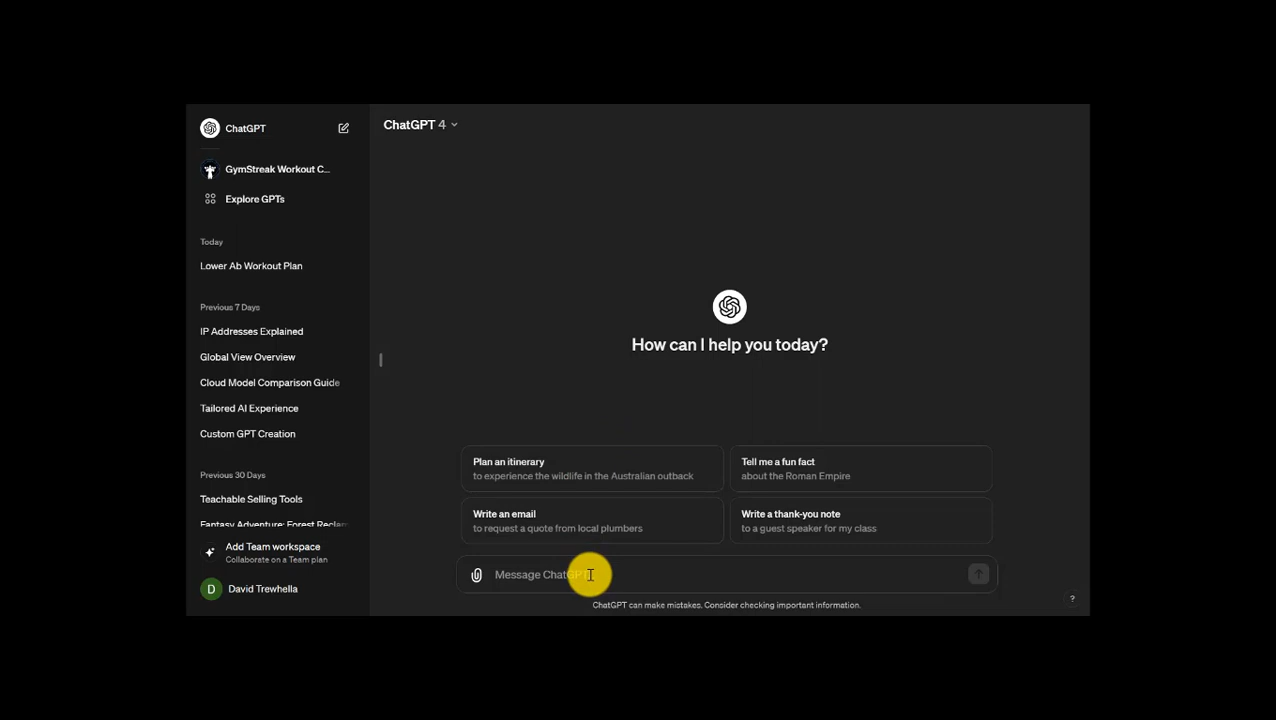 ChatGPT
GymStreak Workout C...
Explore GPTs
Today
Lower Ab Workout Plan
Previous 7 Days
IP Addresses Explained
Global View Overview
Cloud Model Comparison Guide
Tailored AI Experience
Custom GPT Creation
Previous 30 Days
Teachable Selling Tools
Fantasy Adventure: Forest Reclam
Add Team workspace
Collaborate on a Team plan
D
David Trewhella
ChatGPT 4
How can I help you today?
Plan an itinerary
to experience the wildlife in the Australian outback
Tell me a fun fact
about the Roman Empire
Write an email
to request a quote from local plumbers
Write a thank-you note
to a guest speaker for my class
Message ChatGPT
ChatGPT can make mistakes. Consider checking important information.
?